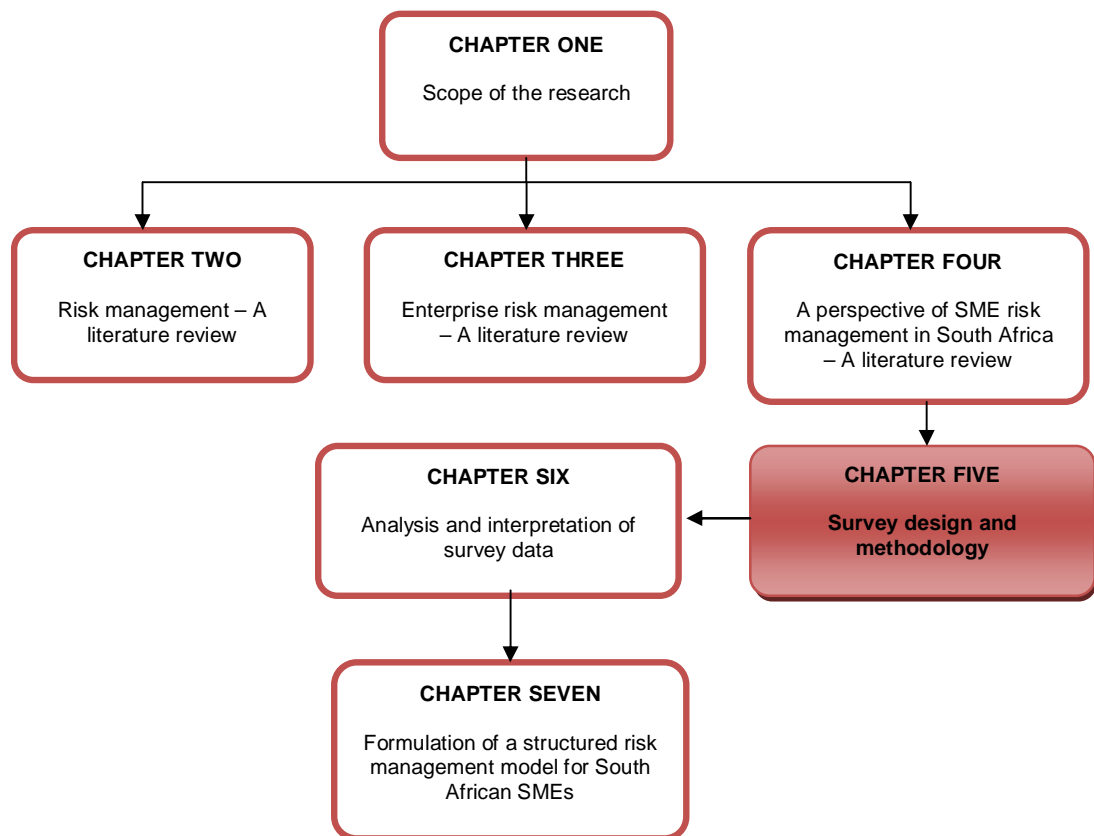 CHAPTER ONE
Scope of the research
CHAPTER TWO
Risk management – A
literature review
CHAPTER THREE
Enterprise risk management
– A literature review
CHAPTER FOUR
A perspective of SME risk
management in South Africa
– A literature review
CHAPTER FIVE
Survey design and
methodology
CHAPTER SIX
Analysis and interpretation of
survey data
CHAPTER SEVEN
Formulation of a structured risk
management model for South
African SMEs